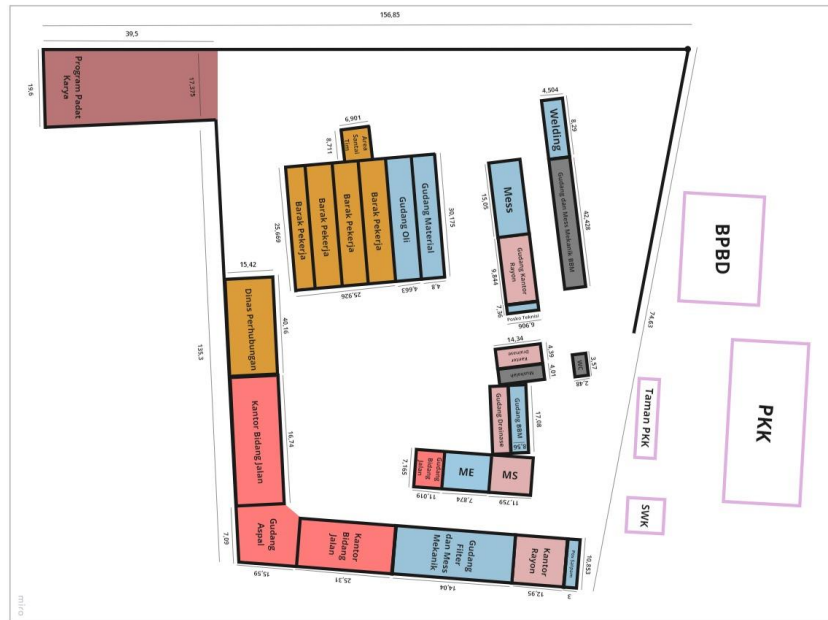 156,85
39,5
19,6
Program Padat
Karya
17,375
6,901
8,711
Area
Santai
Tim
4,504
Welding
8,29
Gudang dan Mess Mekanik BBM
42,428
25,669
Barak Pekerja
Barak Pekerja
Barak Pekerja
Barak Pekerja
Gudang Oli
Gudang Material
30,175
25,926
4,663
4,8
15,05
Mess
9,844
Gudang Kantor
Rayon
7,36
Posko Teknisi
6,906
BPBD
74,63
15,42
Dinas Perhubungan
40,16
135,3
14,34
Kantor
Drainase
4,39
Musholah
4,01
WC
3,57
2,48
Gudang Drainase
Gudang BBM
17,08
Taman PKK
PKK
Kantor Bidang Jalan
16,74
7,165
Gudang
Bidang
Jalan
ME
MS
11,019
7,874
11,759
SWK
7,09
Gudang
Aspal
Kantor
Bidang
Jalan
Gudang
Filter
dan Mess
Mekanik
Kantor
Rayon
10,853
15,59
25,31
14,04
12,95
3
miro